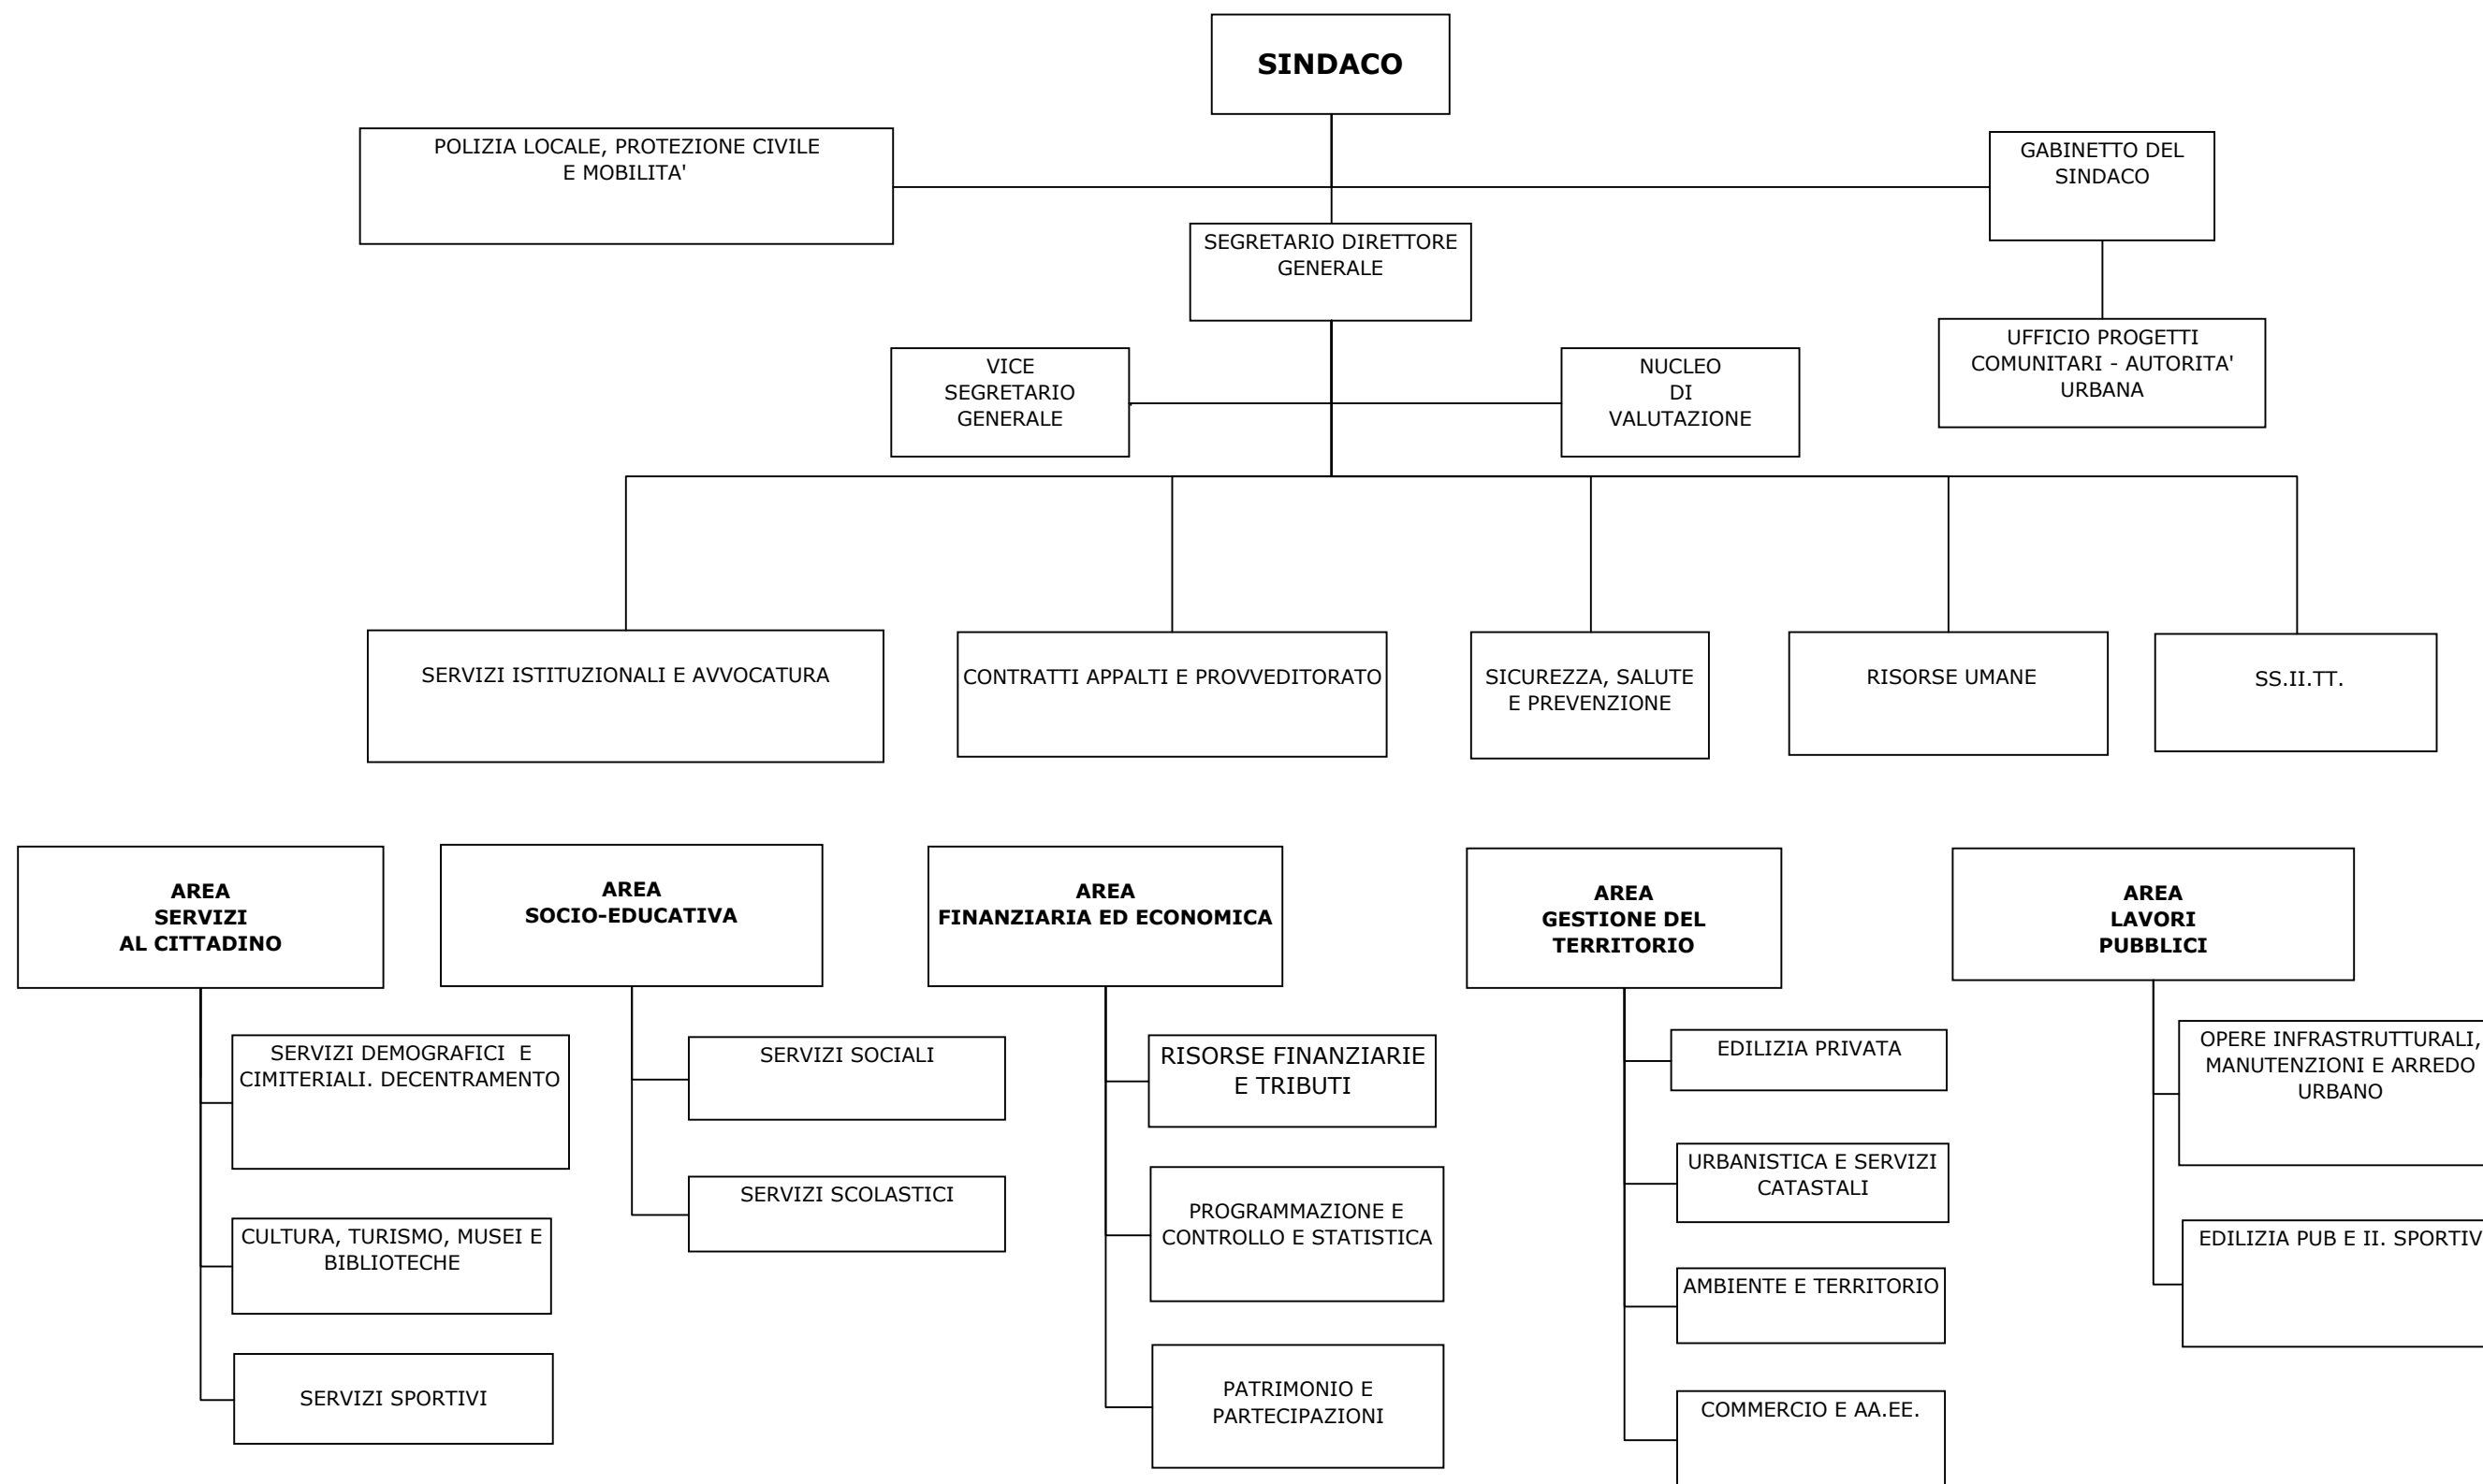 SINDACO
POLIZIA LOCALE, PROTEZIONE CIVILE
E MOBILITA'
GABINETTO DEL
SINDACO
SEGRETARIO DIRETTORE
GENERALE
UFFICIO PROGETTI
COMUNITARI - AUTORITA'
URBANA
VICE
SEGRETARIO
GENERALE
NUCLEO
DI
VALUTAZIONE
SERVIZI ISTITUZIONALI E AVVOCATURA
CONTRATTI APPALTI E PROVVEDITORATO
SICUREZZA, SALUTE
E PREVENZIONE
RISORSE UMANE
SS.II.TT.
AREA
SERVIZI
AL CITTADINO
AREA
SOCIO-EDUCATIVA
AREA
FINANZIARIA ED ECONOMICA
AREA
GESTIONE DEL
TERRITORIO
AREA
LAVORI
PUBBLICI
SERVIZI DEMOGRAFICI  E
CIMITERIALI. DECENTRAMENTO
CULTURA, TURISMO, MUSEI E
BIBLIOTECHE
SERVIZI SPORTIVI
SERVIZI SOCIALI
SERVIZI SCOLASTICI
RISORSE FINANZIARIE
E TRIBUTI
PROGRAMMAZIONE E
CONTROLLO E STATISTICA
PATRIMONIO E
PARTECIPAZIONI
EDILIZIA PRIVATA
URBANISTICA E SERVIZI
CATASTALI
AMBIENTE E TERRITORIO
COMMERCIO E AA.EE.
OPERE INFRASTRUTTURALI,
MANUTENZIONI E ARREDO
URBANO
EDILIZIA PUB E II. SPORTIV